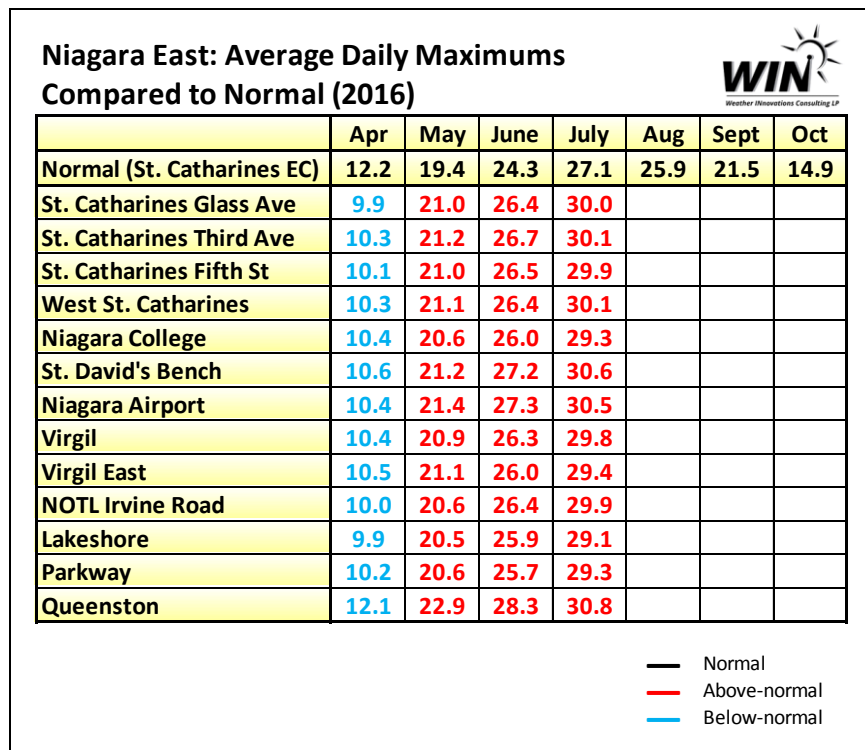 Niagara East: Average Daily Maximums
Compared to Normal (2016)
WIN
Weather INnovations Consulting LP
Apr May June July Aug Sept Oct
Normal (St. Catharines EC) 12.2 19.4 24.3 27.1 25.9 21.5 14.9
St. Catharines Glass Ave 9.9 21.0 26.4 30.0
St. Catharines Third Ave 10.3 21.2 26.7 30.1
St. Catharines Fifth St 10.1 21.0 26.5 29.9
West St. Catharines 10.3 21.1 26.4 30.1
Niagara College 10.4 20.6 26.0 29.3
St. David's Bench 10.6 21.2 27.2 30.6
Niagara Airport 10.4 21.4 27.3 30.5
Virgil 10.4 20.9 26.3 29.8
Virgil East 10.5 21.1 26.0 29.4
NOTL Irvine Road 10.0 20.6 26.4 29.9
Lakeshore 9.9 20.5 25.9 29.1
Parkway 10.2 20.6 25.7 29.3
Queenston 12.1 22.9 28.3 30.8
Normal
Above-normal
Below-normal